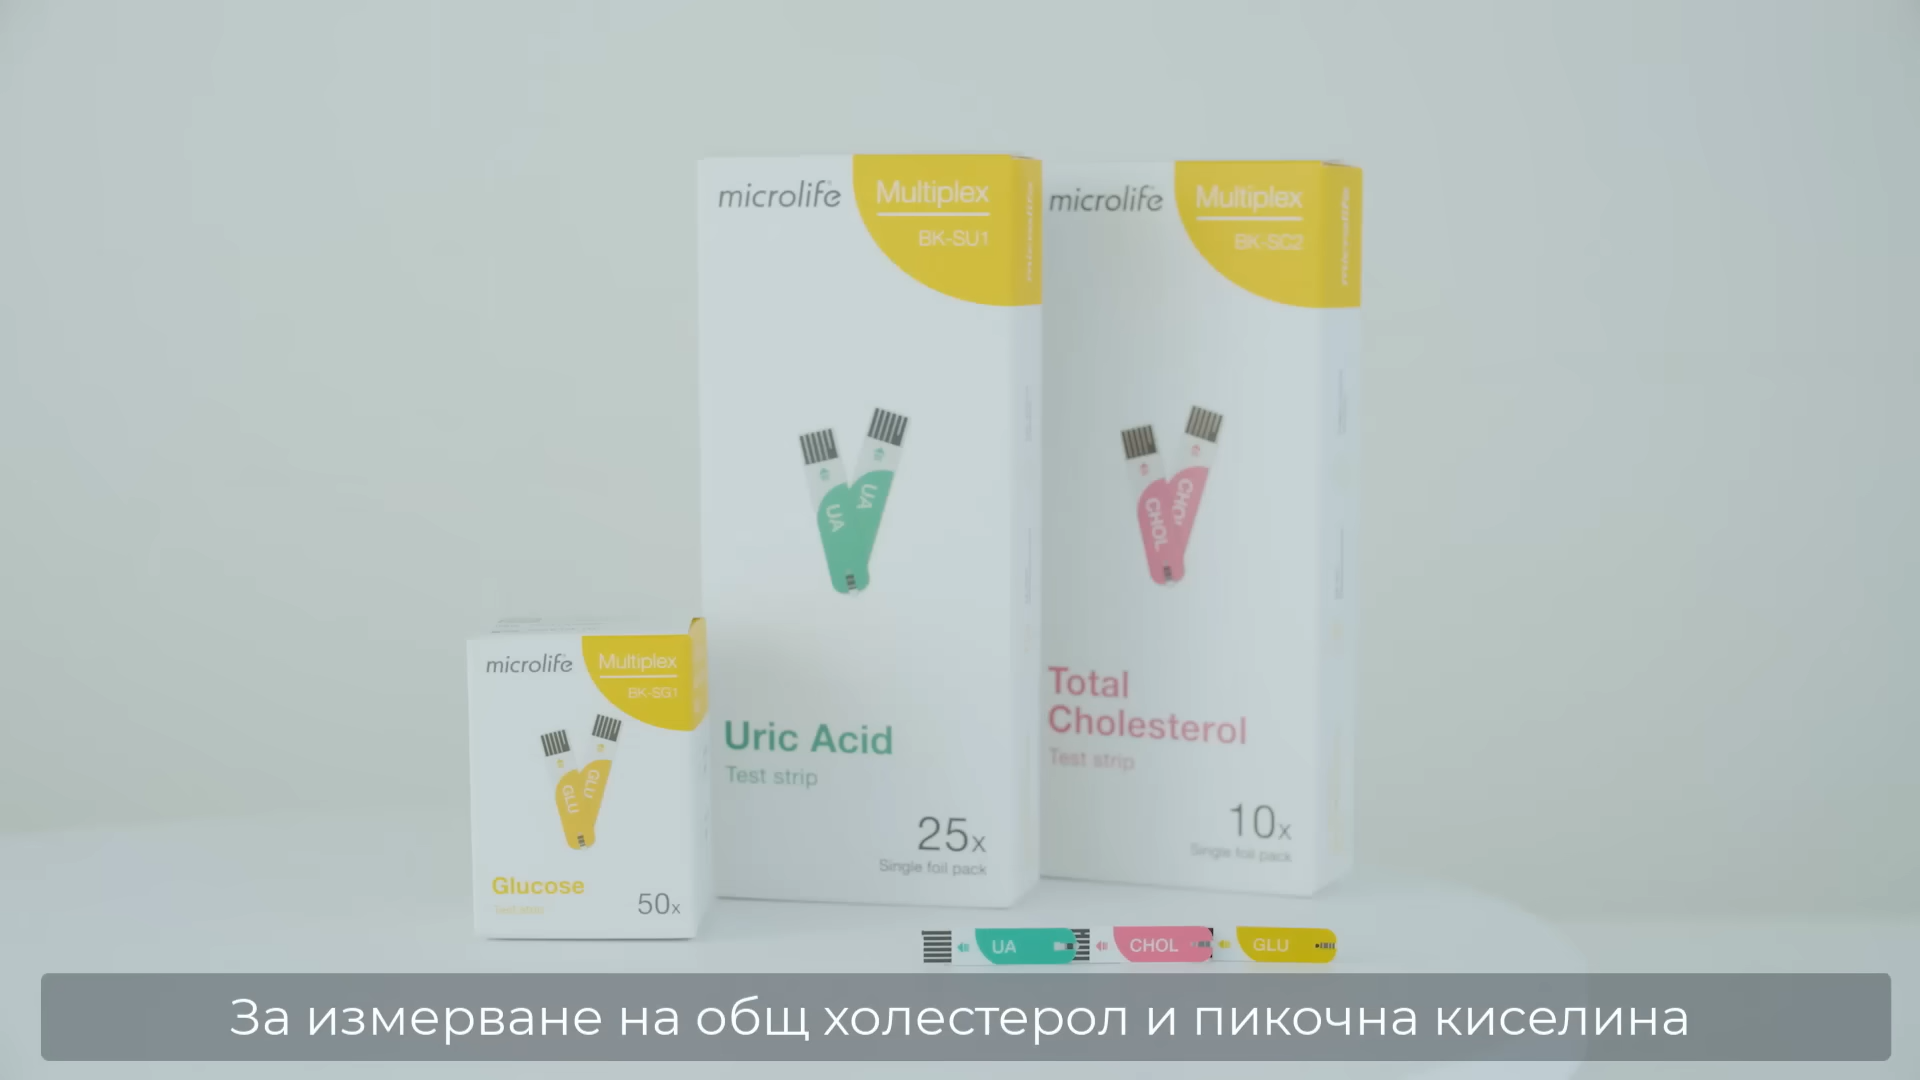 microlife
Multiplex
BK-SU1
UA
UA
Uric Acid
Test strip
25x
Single foil pack
microlife
Multiplex
BK-SC2
CHOL
Total
Cholesterol
Test strip
10x
Single foil pack
microlife
Multiplex
BK-SG1
GLU
GLU
Glucose
Test strip
50x
UA
CHOL
GLU
За измерване на общ холестерол и пикочна киселина